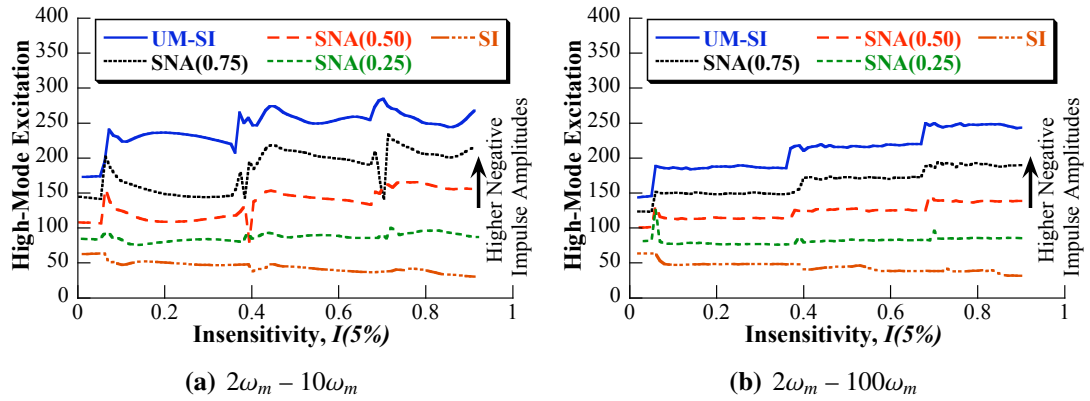 High-Mode Excitation
400
350
300
250
200
150
100
50
0
UM-SI
SNA(0.75)
SNA(0.50)
SNA(0.25)
SI
Higher Negative
Impulse Amplitudes
0 0.2 0.4 0.6 0.8 1
Insensitivity, I(5%)
(a) 2ωₘ – 10ωₘ
High-Mode Excitation
400
350
300
250
200
150
100
50
0
UM-SI
SNA(0.75)
SNA(0.50)
SNA(0.25)
SI
Higher Negative
Impulse Amplitudes
0 0.2 0.4 0.6 0.8 1
Insensitivity, I(5%)
(b) 2ωₘ – 100ωₘ